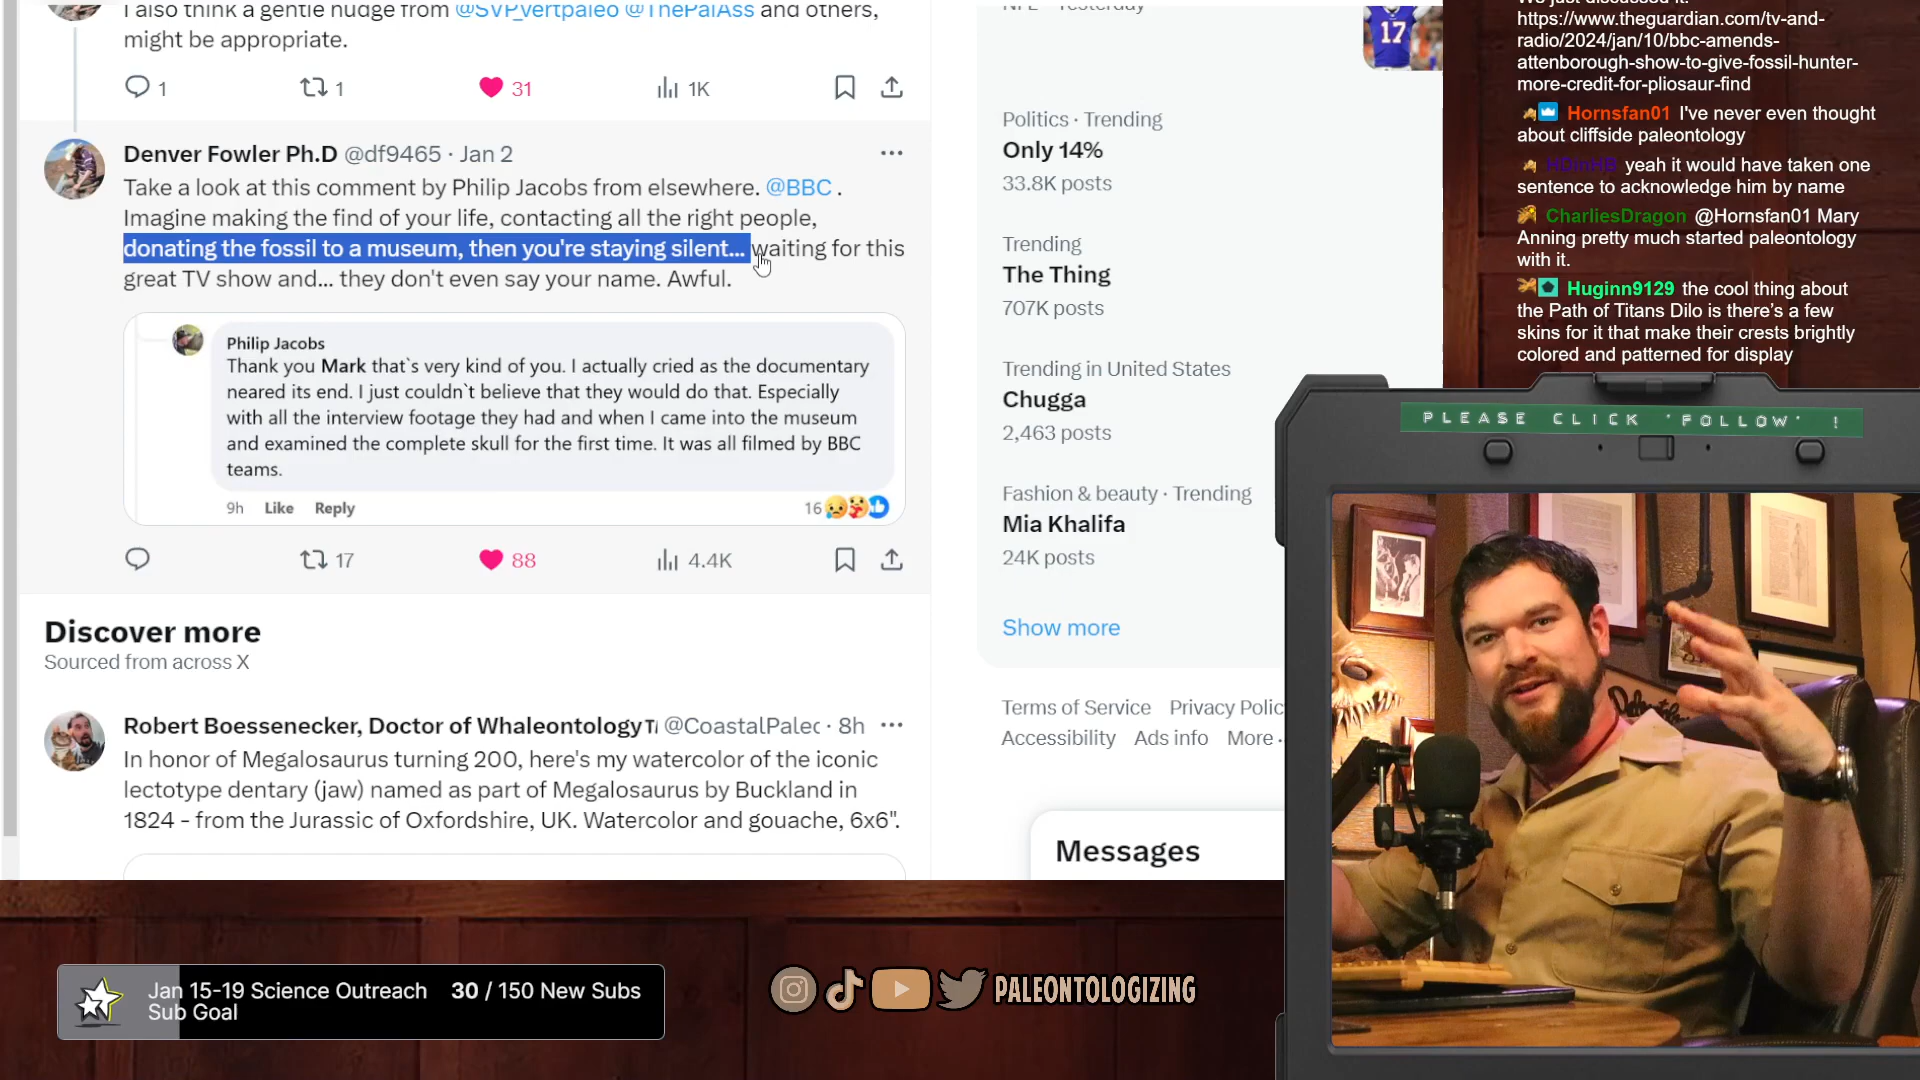 I also think a gentle nudge from @SVP_vertpaleo @ThePalAss and others,
might be appropriate.
1
1
31
1K
Denver Fowler Ph.D @df9465 · Jan 2
Take a look at this comment by Philip Jacobs from elsewhere. @BBC .
Imagine making the find of your life, contacting all the right people,
donating the fossil to a museum, then you're staying silent... waiting for this
great TV show and... they don't even say your name. Awful.
Philip Jacobs
Thank you Mark that`s very kind of you. I actually cried as the documentary
neared its end. I just couldn`t believe that they would do that. Especially
with all the interview footage they had and when I came into the museum
and examined the complete skull for the first time. It was all filmed by BBC
teams.
9h Like Reply
16
17
88
4.4K
Discover more
Sourced from across X
Robert Boessenecker, Doctor of Whaleontology @CoastalPalec · 8h
In honor of Megalosaurus turning 200, here's my watercolor of the iconic
lectotype dentary (jaw) named as part of Megalosaurus by Buckland in
1824 - from the Jurassic of Oxfordshire, UK. Watercolor and gouache, 6x6".
NFL · Yesterday
17
Politics · Trending
Only 14%
33.8K posts
Trending
The Thing
707K posts
Trending in United States
Chugga
2,463 posts
Fashion & beauty · Trending
Mia Khalifa
24K posts
Show more
Terms of Service Privacy Polic
Accessibility Ads info More
Messages
We just discussed it.
https://www.theguardian.com/tv-and-
radio/2024/jan/10/bbc-amends-
attenborough-show-to-give-fossil-hunter-
more-credit-for-pliosaur-find
Hornsfan01 I've never even thought
about cliffside paleontology
HDinHB yeah it would have taken one
sentence to acknowledge him by name
CharliesDragon @Hornsfan01 Mary
Anning pretty much started paleontology
with it.
Huginn9129 the cool thing about
the Path of Titans Dilo is there's a few
skins for it that make their crests brightly
colored and patterned for display
PLEASE CLICK 'FOLLOW' !
Jan 15-19 Science Outreach 30 / 150 New Subs
Sub Goal
PALEONTOLOGIZING